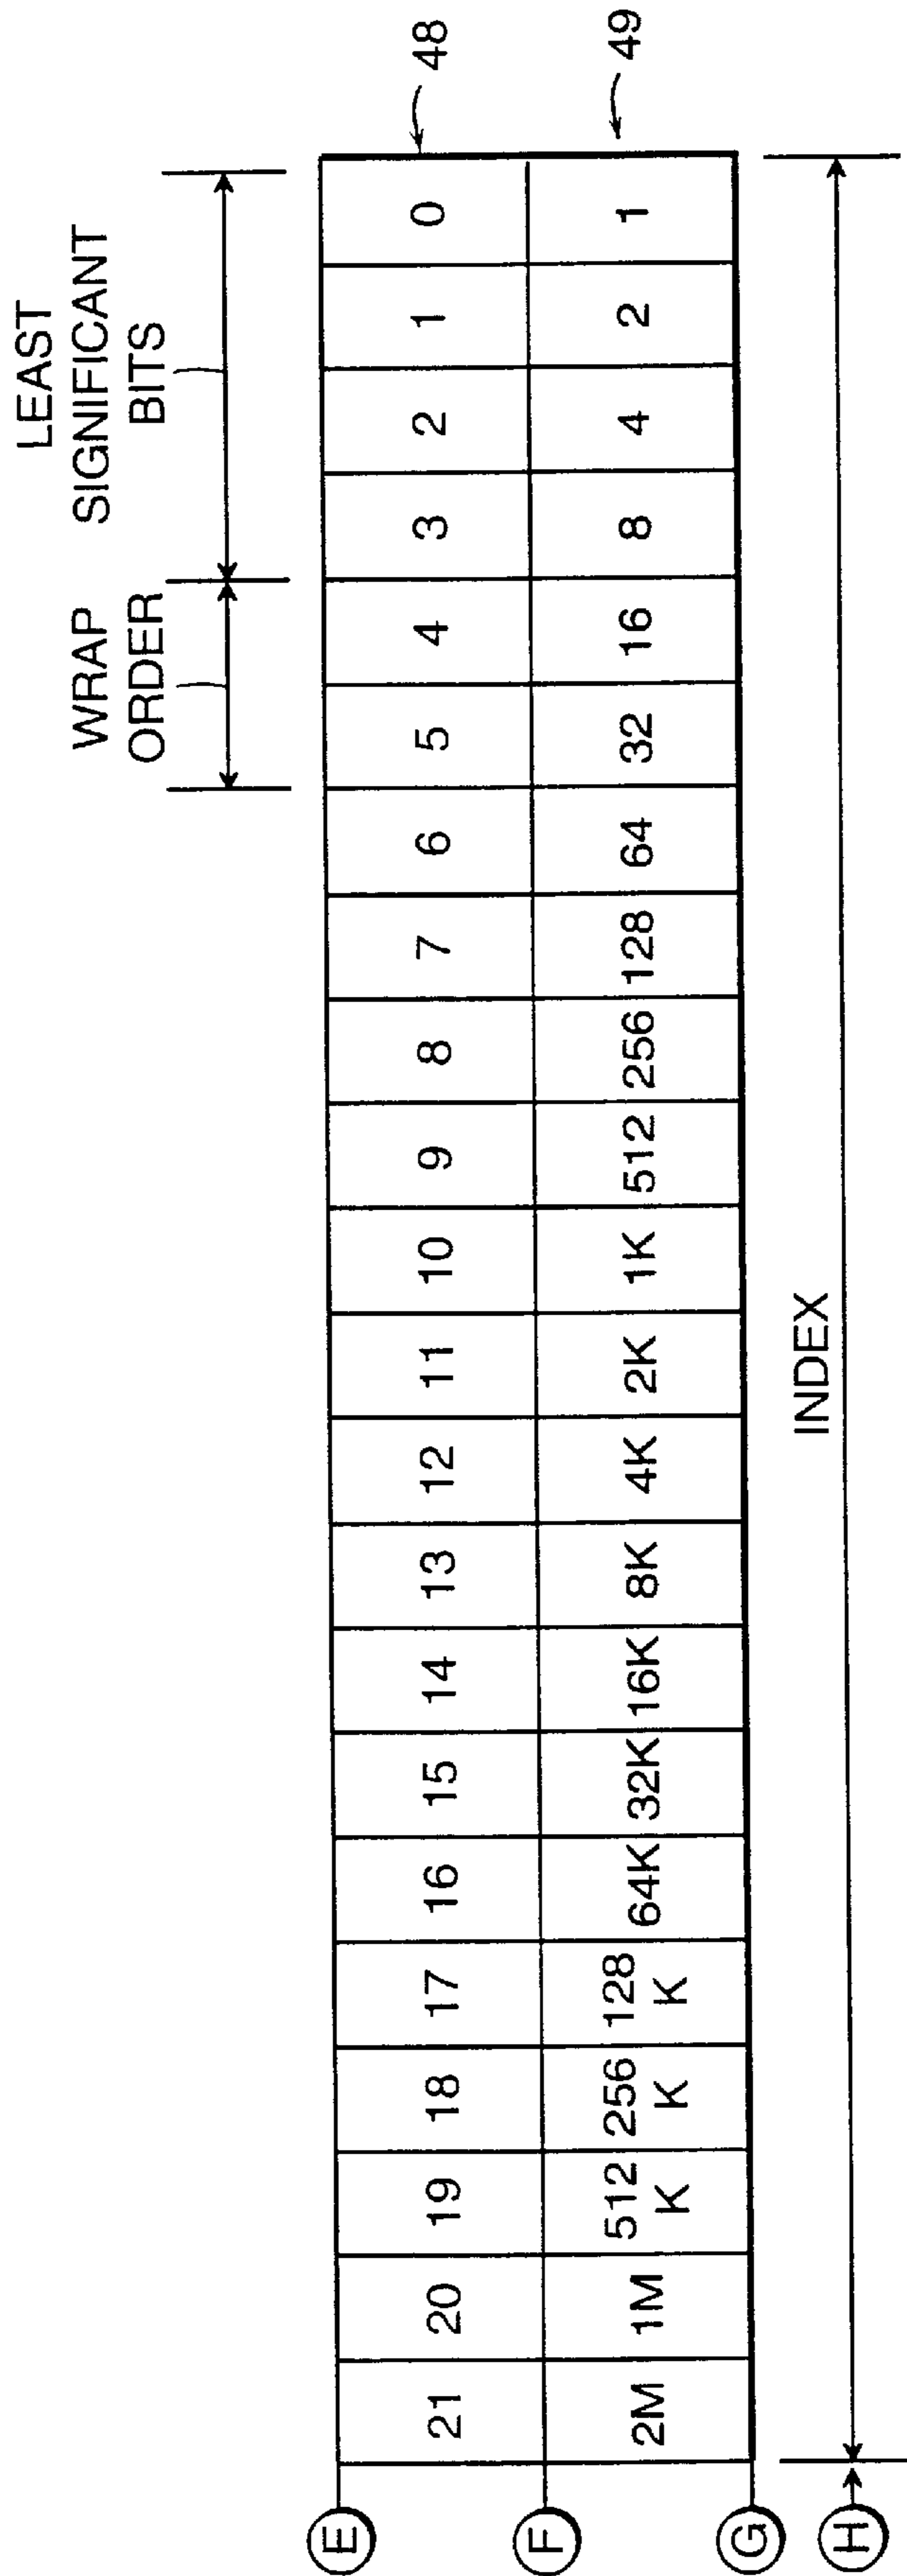 LEAST
SIGNIFICANT
BITS
WRAP
ORDER
E 21 20 19 18 17 16 15 14 13 12 11 10 9 8 7 6 5 4 3 2 1 0 48
F
2M 1M 512 K 256 K 128 K 64K 32K 16K 8K 4K 2K 1K 512 256 128 64 32 16 8 4 2 1 49
G
INDEX
H